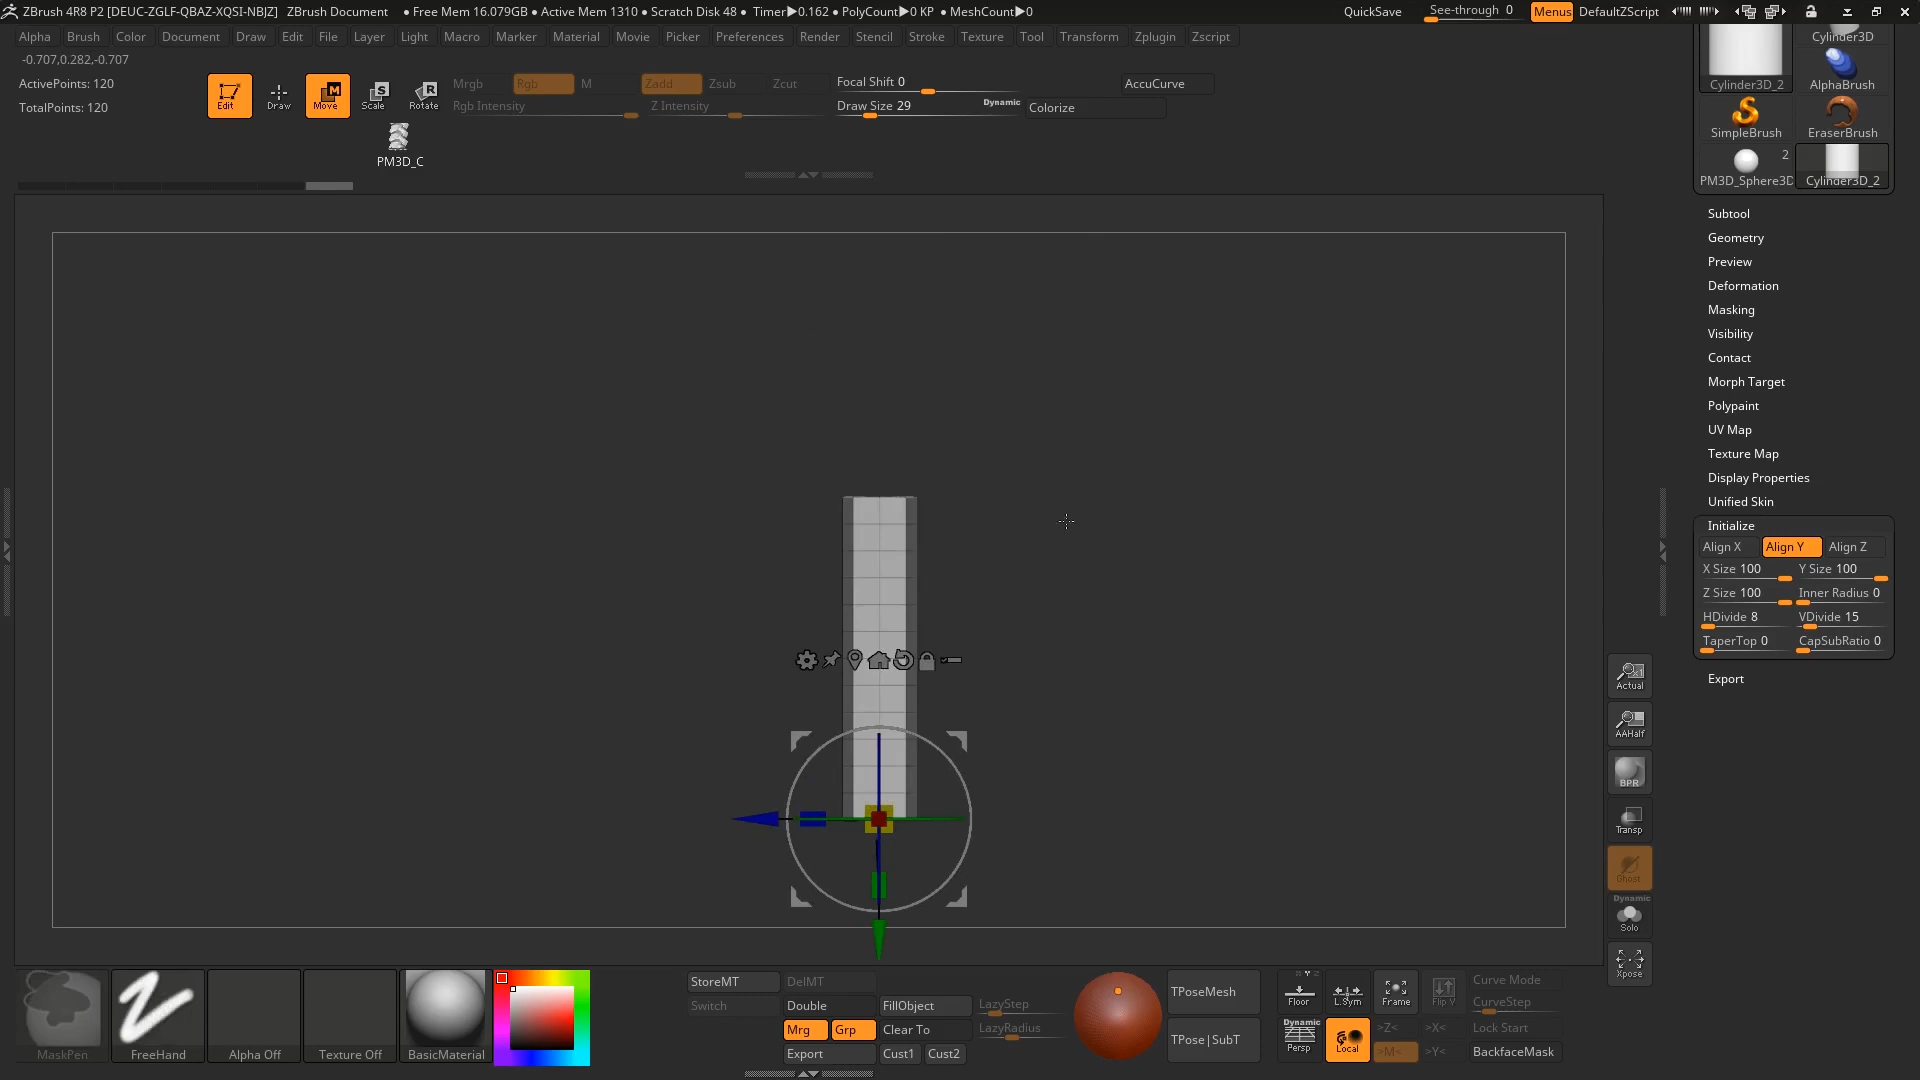 ZBrush 4R8 P2 [DEUC-ZGLF-QBAZ-XQSI-NBJZ] ZBrush Document • Free Mem 16.079GB • Active Mem 1310 • Scratch Disk 48 • Timer▶0.162 • PolyCount▶0 KP • MeshCount▶0 QuickSave See-through 0 Menus DefaultZScript
Alpha Brush Color Document Draw Edit File Layer Light Macro Marker Material Movie Picker Preferences Render Stencil Stroke Texture Tool Transform Zplugin Zscript
-0.707,0.282,-0.707
ActivePoints: 120
TotalPoints: 120
Edit Draw Move Scale Rotate
Mrgb Rgb M Zadd Zsub Zcut
Rgb Intensity Z Intensity
Focal Shift 0
Draw Size 29 Dynamic
AccuCurve
Colorize
PM3D_C
Cylinder3D
Cylinder3D_2 AlphaBrush
SimpleBrush EraserBrush
2
PM3D_Sphere3D Cylinder3D_2
Subtool
Geometry
Preview
Deformation
Masking
Visibility
Contact
Morph Target
Polypaint
UV Map
Texture Map
Display Properties
Unified Skin
Initialize
Align X Align Y Align Z
X Size 100 Y Size 100
Z Size 100 Inner Radius 0
HDivide 8 VDivide 15
TaperTop 0 CapSubRatio 0
Export
Actual
AAHalf
BPR
Transp
Ghost
Dynamic
Solo
Xpose
MaskPen FreeHand Alpha Off Texture Off BasicMaterial
StoreMT DelMT
Switch Double FillObject LazyStep
Mrg Grp Clear To LazyRadius
Export Cust1 Cust2
TPoseMesh
TPose|SubT
Floor L.Sym Frame Flip V Curve Mode
CurveStep
Dynamic
Persp Local >Z< >X< Lock Start
>M< >Y< BackfaceMask